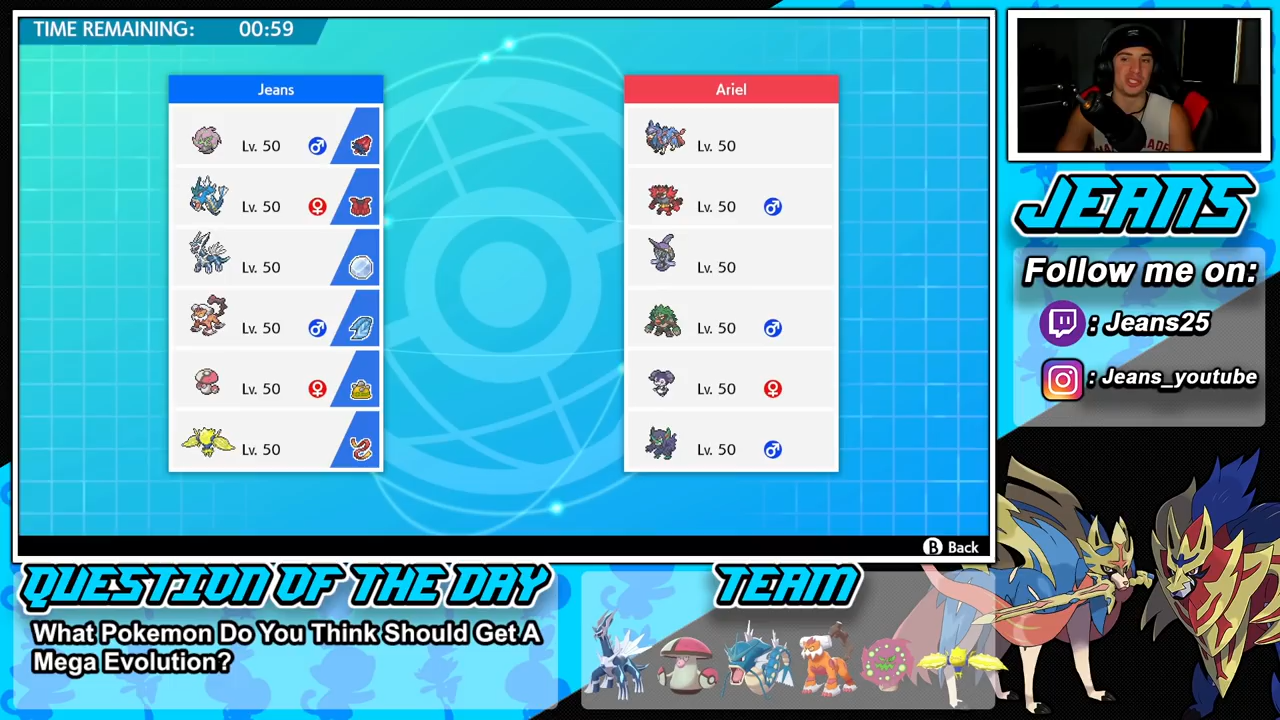 TIME REMAINING: 00:59
Jeans
Lv. 50
Lv. 50
Lv. 50
Lv. 50
Lv. 50
Lv. 50
Ariel
Lv. 50
Lv. 50
Lv. 50
Lv. 50
Lv. 50
Lv. 50
B Back
JEANS
Follow me on:
: Jeans25
: Jeans_youtube
QUESTION OF THE DAY
What Pokemon Do You Think Should Get A
Mega Evolution?
TEAM